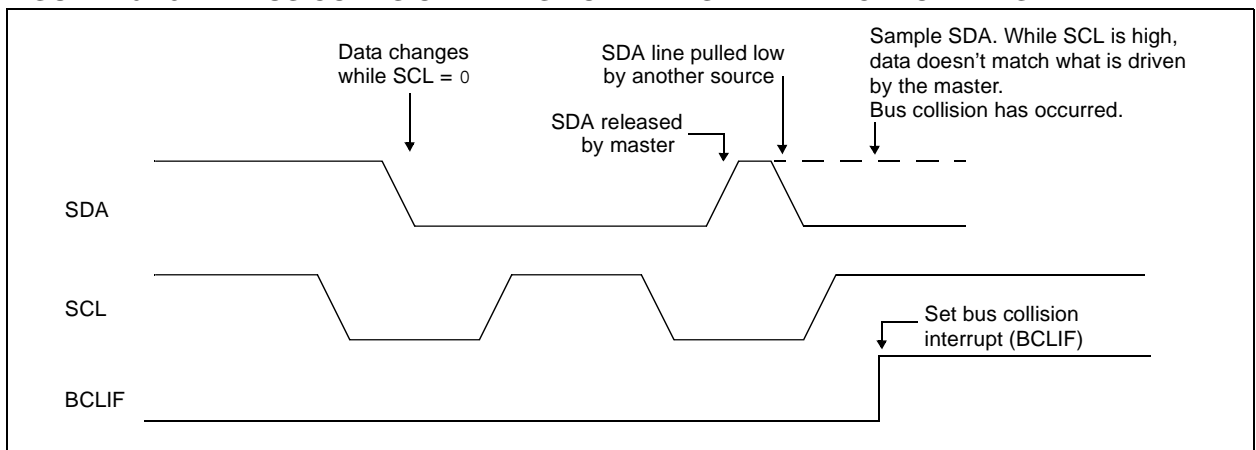 Data changes
while SCL = 0
SDA line pulled low
by another source
SDA released
by master
Sample SDA. While SCL is high,
data doesn't match what is driven
by the master.
Bus collision has occurred.
SDA
SCL
Set bus collision
interrupt (BCLIF)
BCLIF